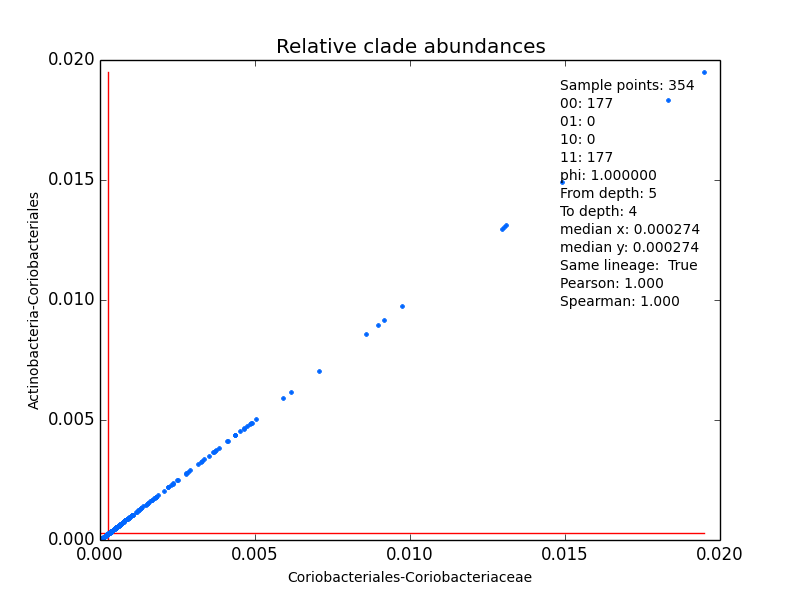 Relative clade abundances
0.020
0.015
0.010
0.005
0.000
Actinobacteria-Coriobacteriales
Sample points: 354
00: 177
01: 0
10: 0
11: 177
phi: 1.000000
From depth: 5
To depth: 4
median x: 0.000274
median y: 0.000274
Same lineage:  True
Pearson: 1.000
Spearman: 1.000
0.000 0.005 0.010 0.015 0.020
Coriobacteriales-Coriobacteriaceae